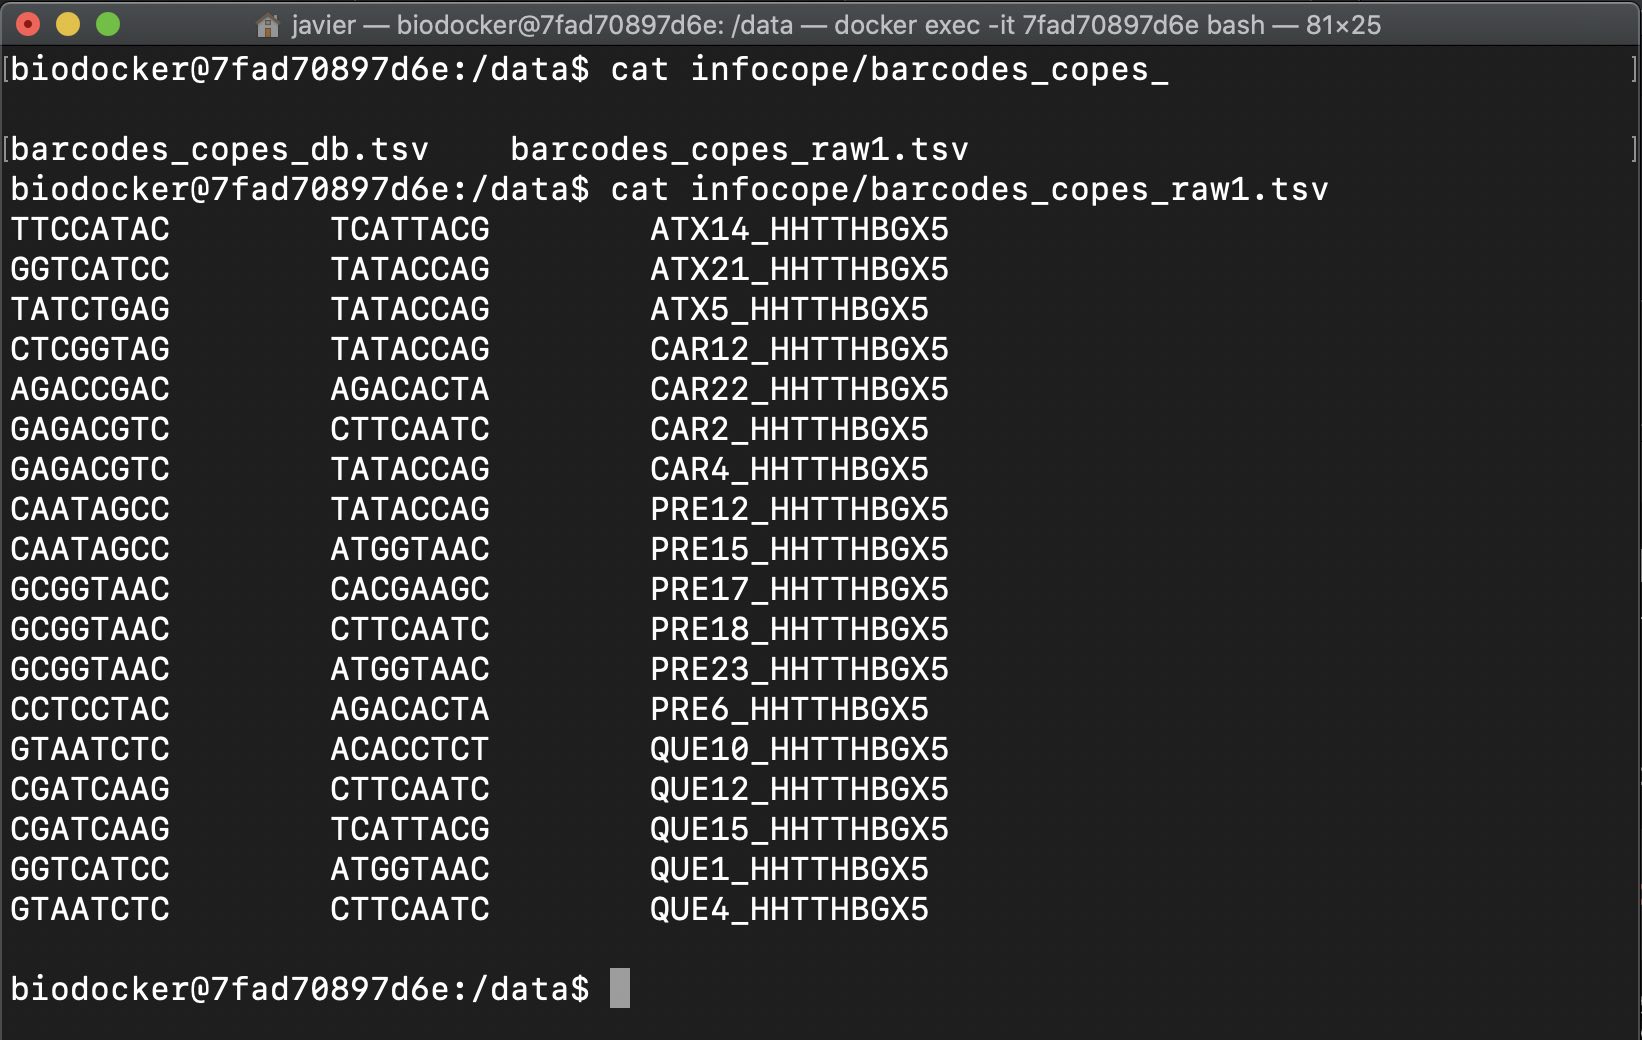 javier — biodocker@7fad70897d6e: /data — docker exec -it 7fad70897d6e bash — 81×25
[biodocker@7fad70897d6e:/data$ cat infocope/barcodes_copes_ ]
[barcodes_copes_db.tsv    barcodes_copes_raw1.tsv ]
biodocker@7fad70897d6e:/data$ cat infocope/barcodes_copes_raw1.tsv
TTCCATAC        TCATTACG        ATX14_HHTTHBGX5
GGTCATCC        TATACCAG        ATX21_HHTTHBGX5
TATCTGAG        TATACCAG        ATX5_HHTTHBGX5
CTCGGTAG        TATACCAG        CAR12_HHTTHBGX5
AGACCGAC        AGACACTA        CAR22_HHTTHBGX5
GAGACGTC        CTTCAATC        CAR2_HHTTHBGX5
GAGACGTC        TATACCAG        CAR4_HHTTHBGX5
CAATAGCC        TATACCAG        PRE12_HHTTHBGX5
CAATAGCC        ATGGTAAC        PRE15_HHTTHBGX5
GCGGTAAC        CACGAAGC        PRE17_HHTTHBGX5
GCGGTAAC        CTTCAATC        PRE18_HHTTHBGX5
GCGGTAAC        ATGGTAAC        PRE23_HHTTHBGX5
CCTCCTAC        AGACACTA        PRE6_HHTTHBGX5
GTAATCTC        ACACCTCT        QUE10_HHTTHBGX5
CGATCAAG        CTTCAATC        QUE12_HHTTHBGX5
CGATCAAG        TCATTACG        QUE15_HHTTHBGX5
GGTCATCC        ATGGTAAC        QUE1_HHTTHBGX5
GTAATCTC        CTTCAATC        QUE4_HHTTHBGX5
biodocker@7fad70897d6e:/data$